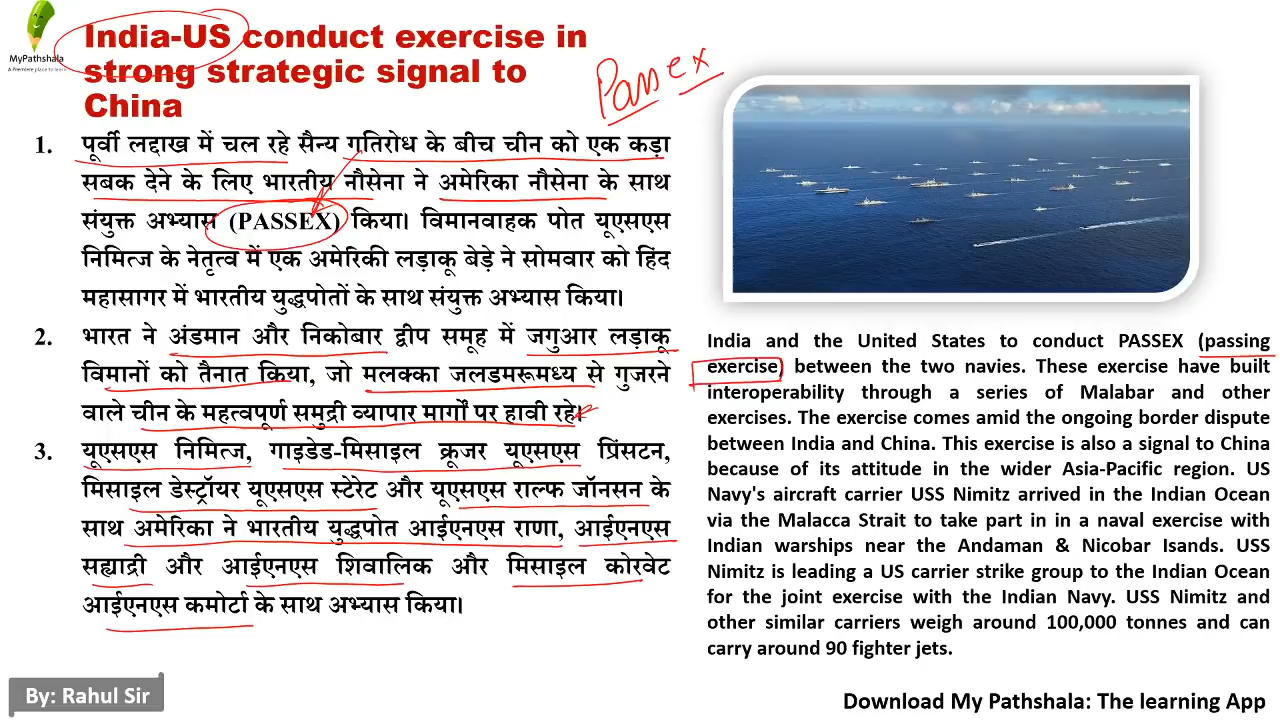 MyPathshala
A Premiere place to learn
India-US conduct exercise in
strong strategic signal to
China
Passex
1. पूर्वी लद्दाख में चल रहे सैन्य गतिरोध के बीच चीन को एक कड़ा
सबक देने के लिए भारतीय नौसेना ने अमेरिका नौसेना के साथ
संयुक्त अभ्यास (PASSEX) किया। विमानवाहक पोत यूएसएस
निमित्ज के नेतृत्व में एक अमेरिकी लड़ाकू बेड़े ने सोमवार को हिंद
महासागर में भारतीय युद्धपोतों के साथ संयुक्त अभ्यास किया।
2. भारत ने अंडमान और निकोबार द्वीप समूह में जगुआर लड़ाकू
विमानों को तैनात किया, जो मलक्का जलडमरूमध्य से गुजरने
वाले चीन के महत्वपूर्ण समुद्री व्यापार मार्गों पर हावी रहे।
3. यूएसएस निमित्ज, गाइडेड-मिसाइल क्रूजर यूएसएस प्रिंसटन,
मिसाइल डेस्ट्रॉयर यूएसएस स्टेरेट और यूएसएस राल्फ जॉनसन के
साथ अमेरिका ने भारतीय युद्धपोत आईएनएस राणा, आईएनएस
सह्याद्री और आईएनएस शिवालिक और मिसाइल कोरवेट
आईएनएस कमोर्टा के साथ अभ्यास किया।
India and the United States to conduct PASSEX (passing
exercise) between the two navies. These exercise have built
interoperability through a series of Malabar and other
exercises. The exercise comes amid the ongoing border dispute
between India and China. This exercise is also a signal to China
because of its attitude in the wider Asia-Pacific region. US
Navy's aircraft carrier USS Nimitz arrived in the Indian Ocean
via the Malacca Strait to take part in in a naval exercise with
Indian warships near the Andaman & Nicobar Isands. USS
Nimitz is leading a US carrier strike group to the Indian Ocean
for the joint exercise with the Indian Navy. USS Nimitz and
other similar carriers weigh around 100,000 tonnes and can
carry around 90 fighter jets.
By: Rahul Sir
Download My Pathshala: The learning App